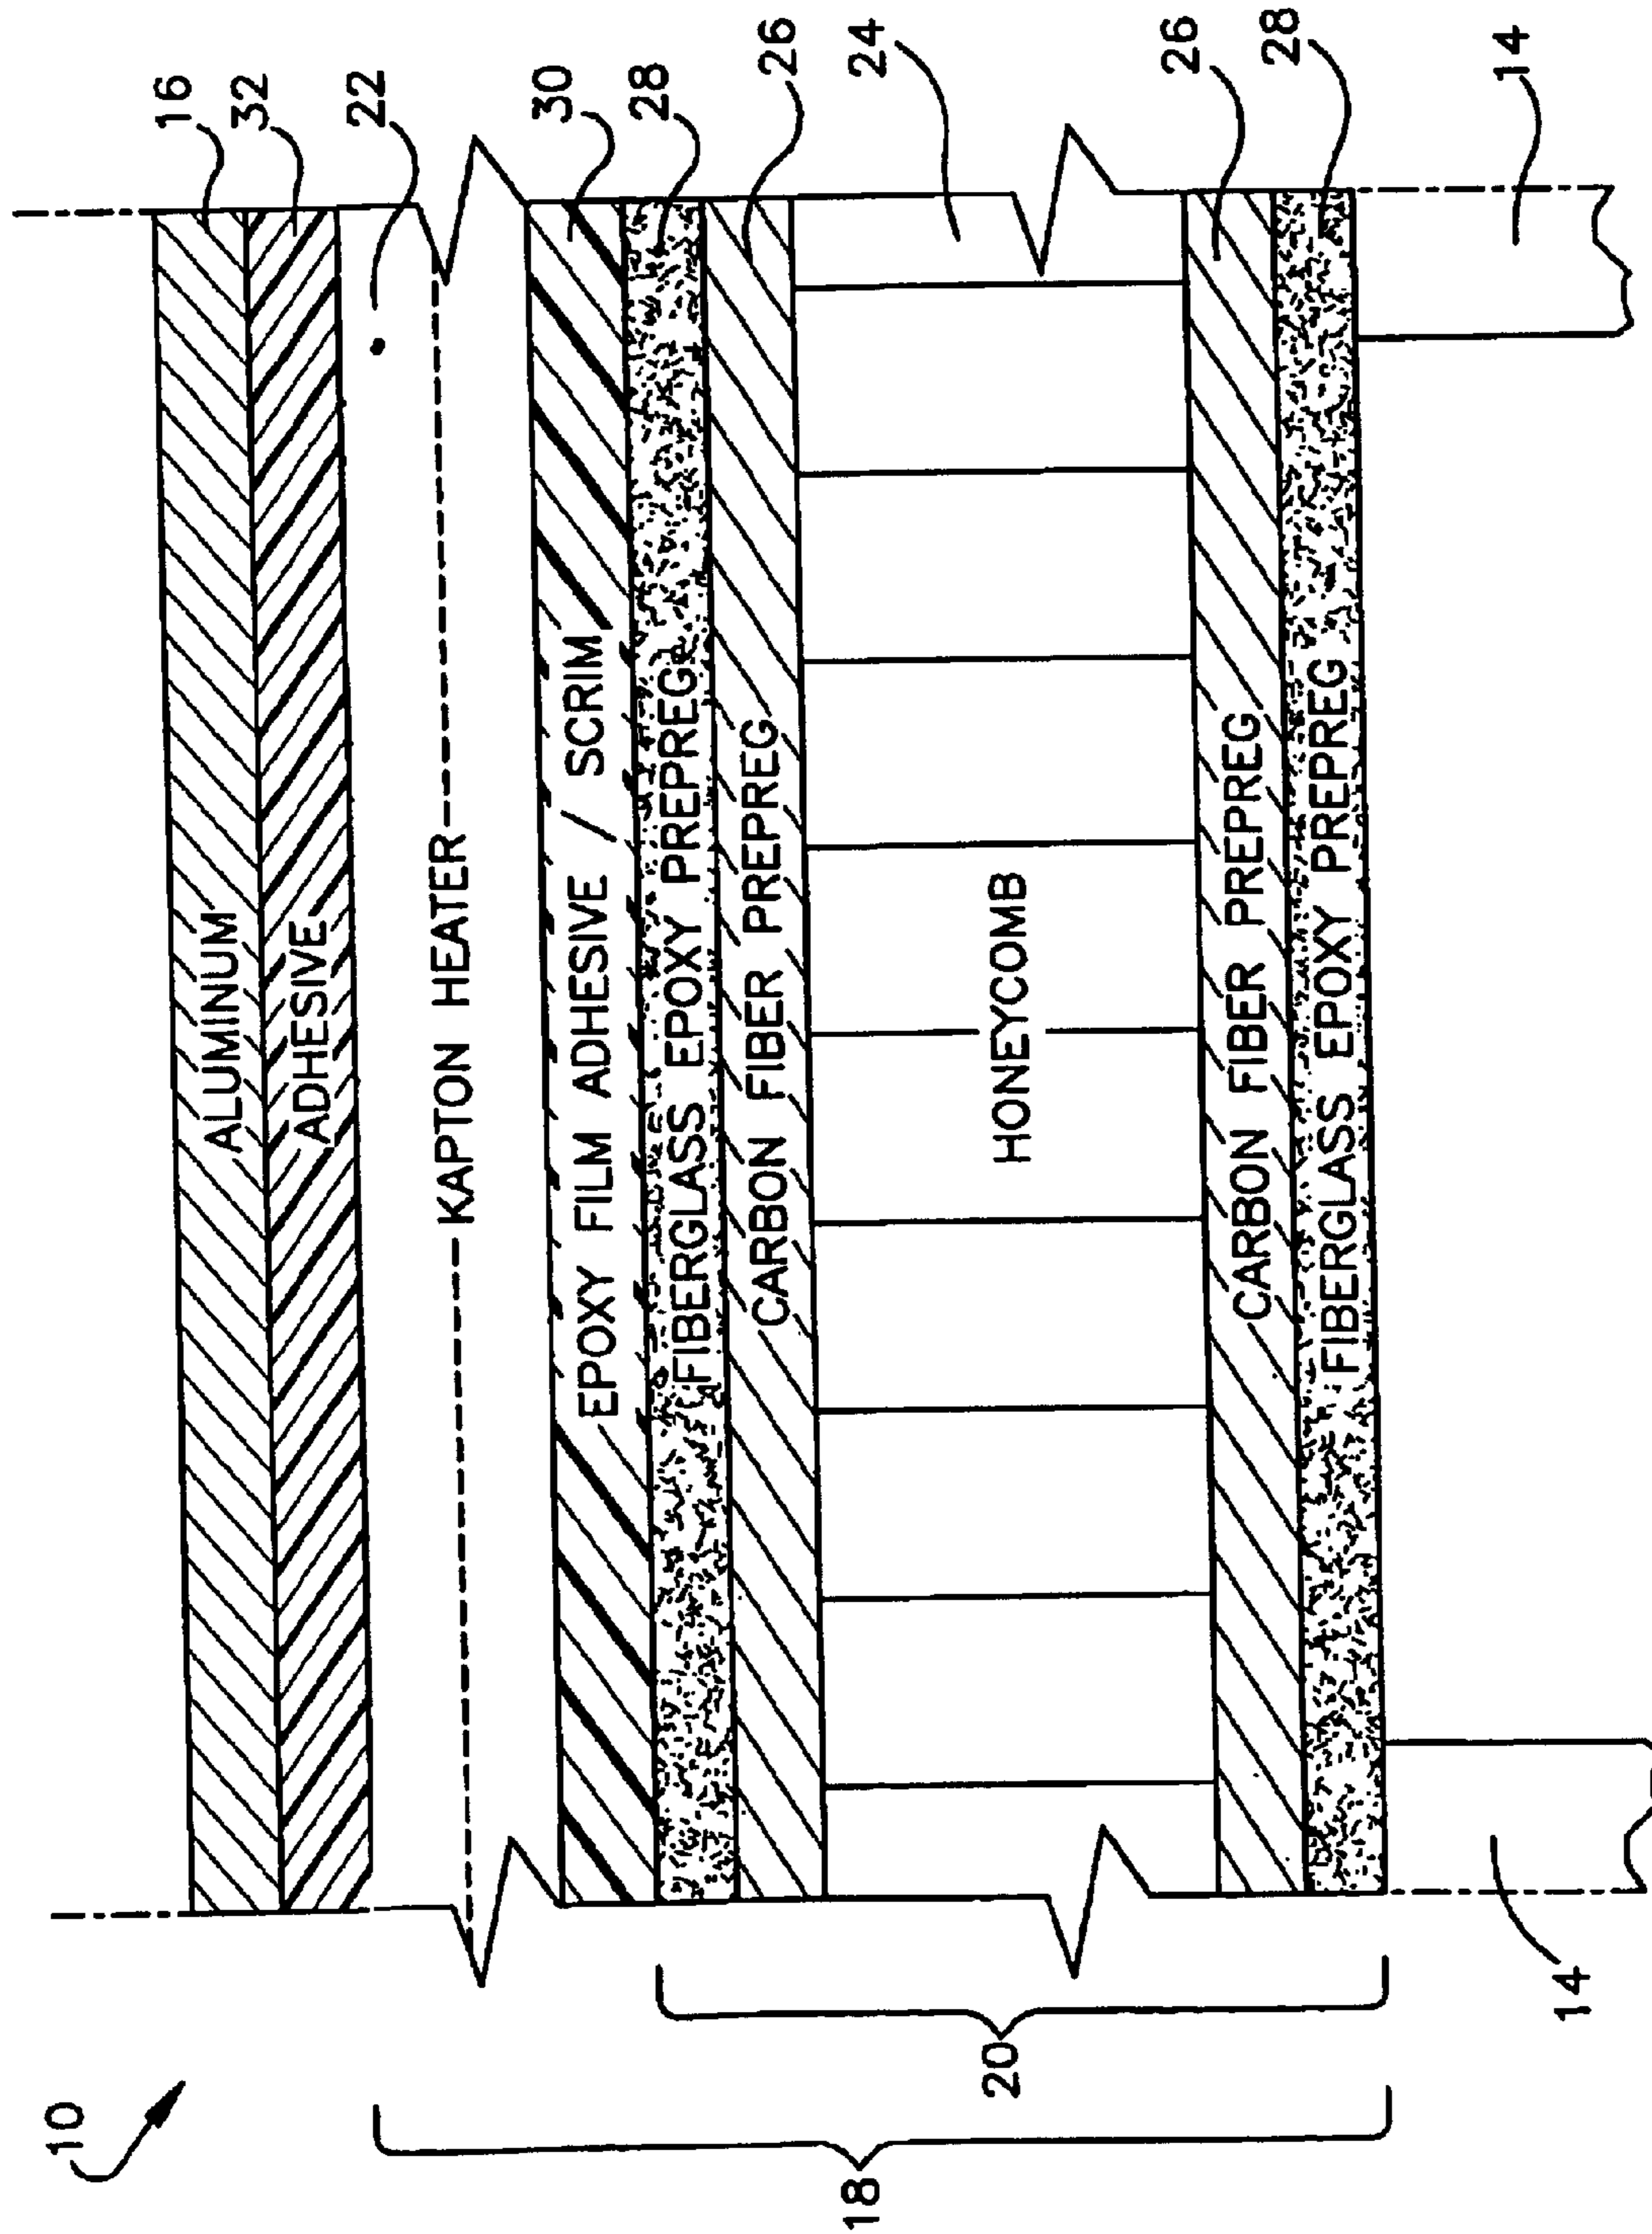 10
16
32
22
30
28
26
24
26
28
14
ALUMINUM
ADHESIVE
KAPTON HEATER
EPOXY FILM ADHESIVE / SCRIM
FIBERGLASS EPOXY PREPREG
CARBON FIBER PREPREG
HONEYCOMB
CARBON FIBER PREPREG
FIBERGLASS EPOXY PREPREG
18
20
14